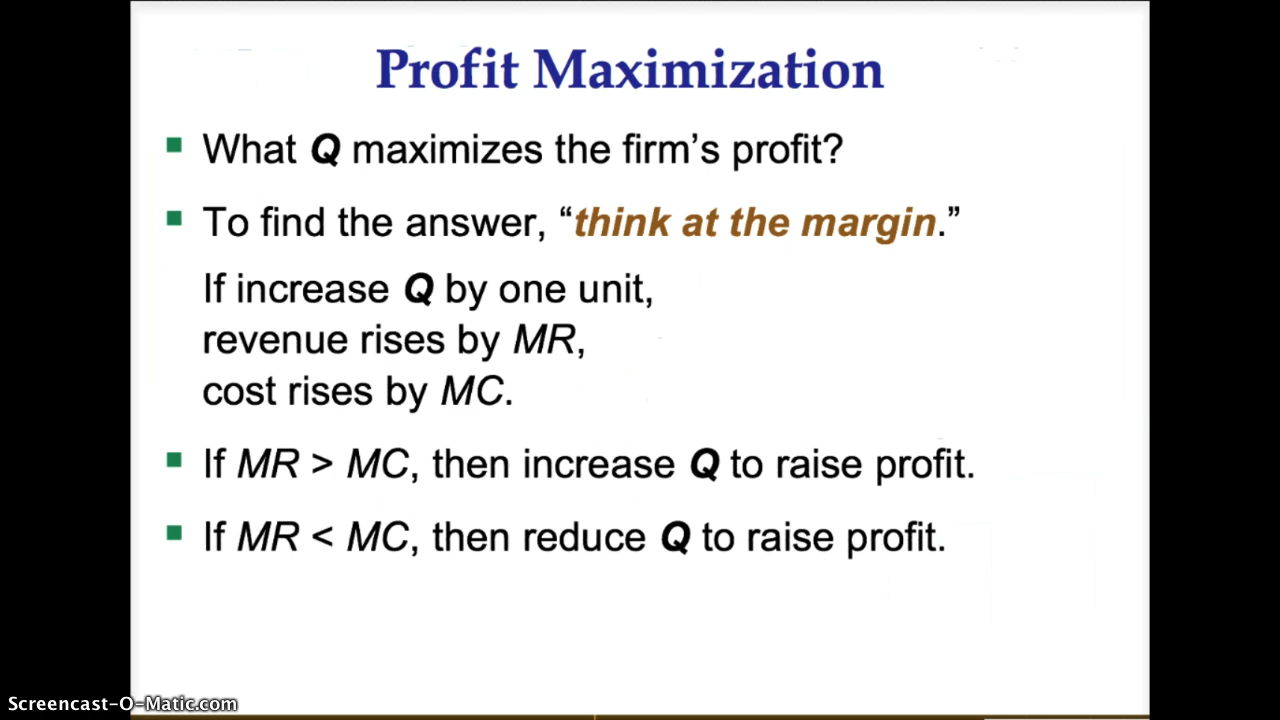 Profit Maximization
What Q maximizes the firm’s profit?
To find the answer, “think at the margin.”
If increase Q by one unit,
revenue rises by MR,
cost rises by MC.
If MR > MC, then increase Q to raise profit.
If MR < MC, then reduce Q to raise profit.
Screencast-O-Matic.com